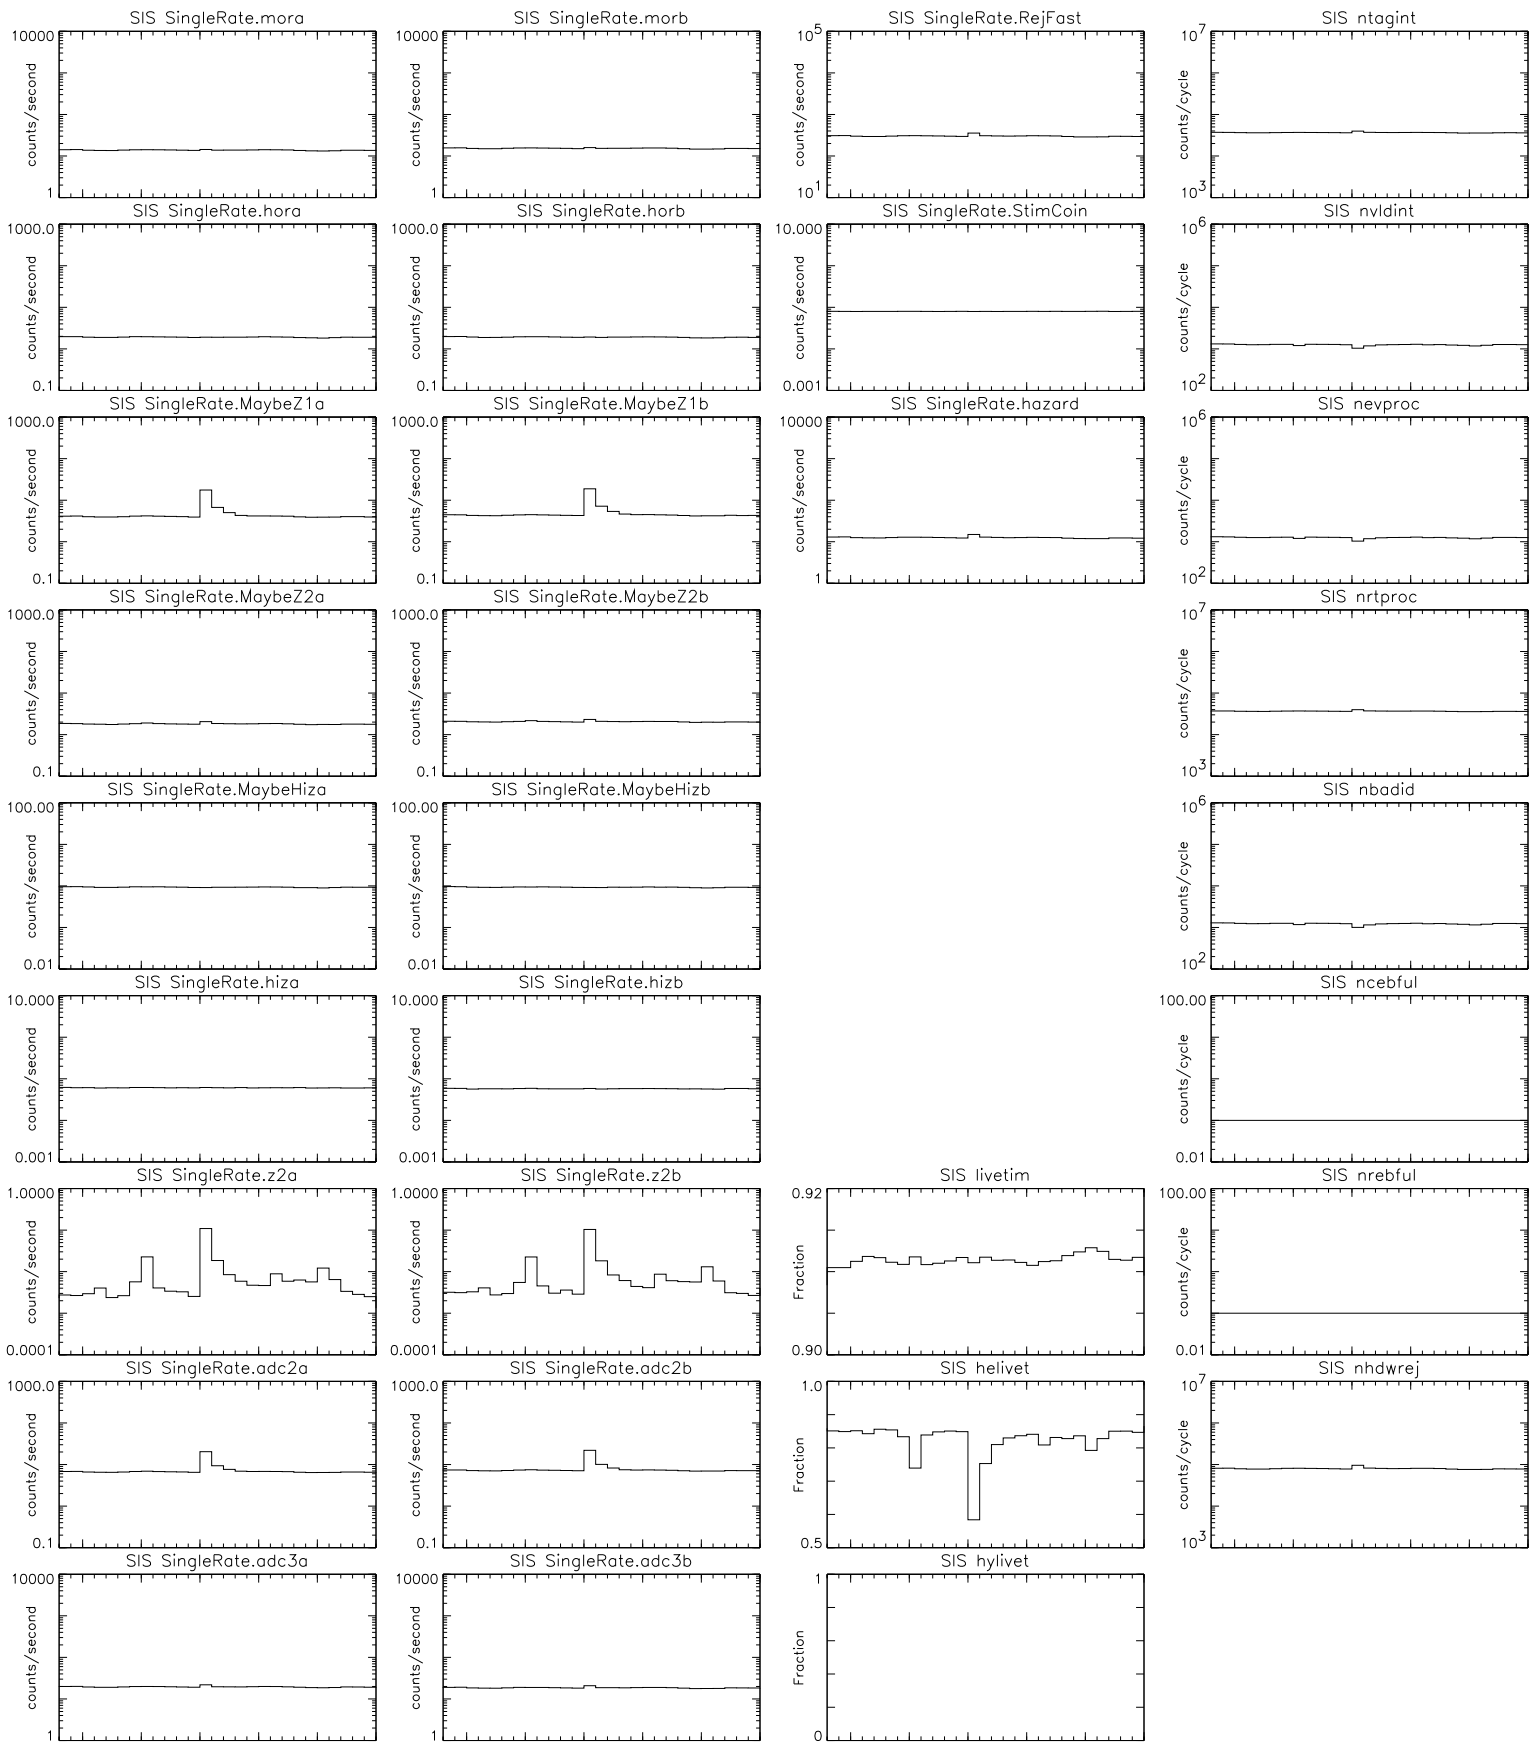 SIS SingleRate.mora
10000
counts/second
1
SIS SingleRate.morb
10000
counts/second
1
SIS SingleRate.RejFast
10^5
counts/second
10^1
SIS ntagint
10^7
counts/cycle
10^3
SIS SingleRate.hora
1000.0
counts/second
0.1
SIS SingleRate.horb
1000.0
counts/second
0.1
SIS SingleRate.StimCoin
10.000
counts/second
0.001
SIS nvldint
10^6
counts/cycle
10^2
SIS SingleRate.MaybeZ1a
1000.0
counts/second
0.1
SIS SingleRate.MaybeZ1b
1000.0
counts/second
0.1
SIS SingleRate.hazard
10000
counts/second
1
SIS nevproc
10^6
counts/cycle
10^2
SIS SingleRate.MaybeZ2a
1000.0
counts/second
0.1
SIS SingleRate.MaybeZ2b
1000.0
counts/second
0.1
SIS nrtproc
10^7
counts/cycle
10^3
SIS SingleRate.MaybeHiza
100.00
counts/second
0.01
SIS SingleRate.MaybeHizb
100.00
counts/second
0.01
SIS nbadid
10^6
counts/cycle
10^2
SIS SingleRate.hiza
10.000
counts/second
0.001
SIS SingleRate.hizb
10.000
counts/second
0.001
SIS ncebful
100.00
counts/cycle
0.01
SIS SingleRate.z2a
1.0000
counts/second
0.0001
SIS SingleRate.z2b
1.0000
counts/second
0.0001
SIS livetim
0.92
Fraction
0.90
SIS nrebful
100.00
counts/cycle
0.01
SIS SingleRate.adc2a
1000.0
counts/second
0.1
SIS SingleRate.adc2b
1000.0
counts/second
0.1
SIS helivet
1.0
Fraction
0.5
SIS nhdwrej
10^7
counts/cycle
10^3
SIS SingleRate.adc3a
10000
counts/second
1
SIS SingleRate.adc3b
10000
counts/second
1
SIS hylivet
1
Fraction
0